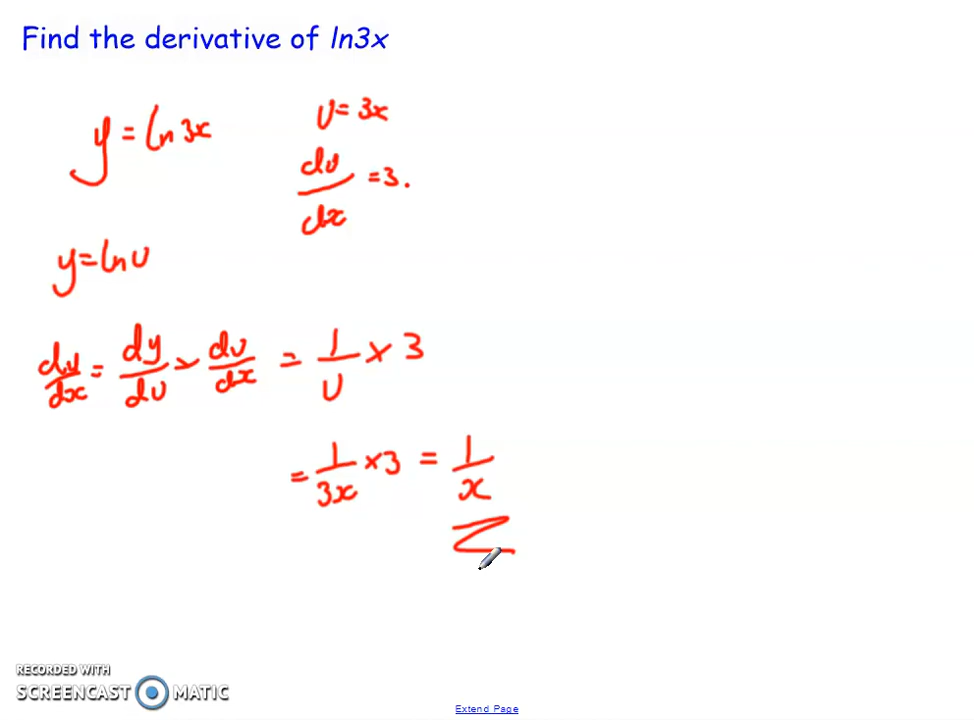 Find the derivative of ln3x
y = ln 3x
u = 3x
du/dx = 3.
y = ln u
dy/dx = dy/du × du/dx = 1/u × 3
= 1/3x × 3 = 1/x
RECORDED WITH
SCREENCAST MATIC
Extend Page